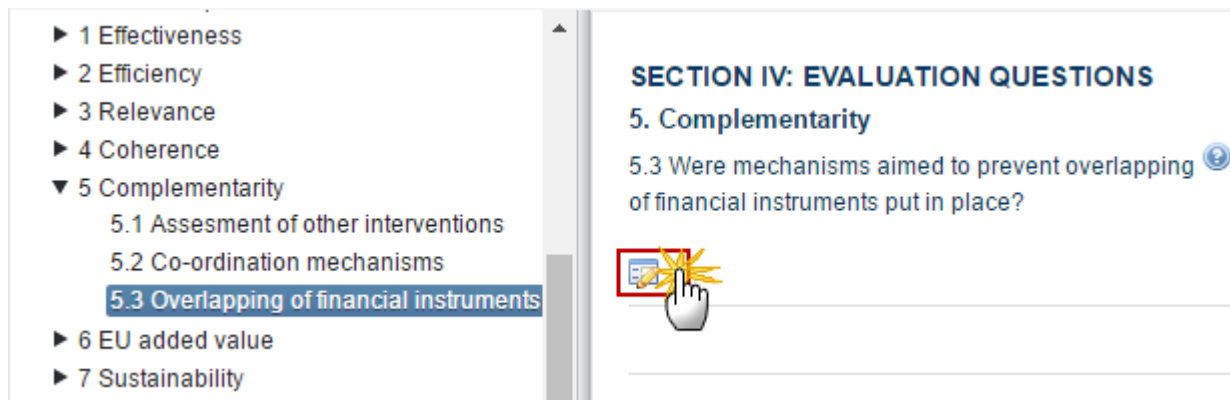 1 Effectiveness
2 Efficiency
3 Relevance
4 Coherence
5 Complementarity
5.1 Assesment of other interventions
5.2 Co-ordination mechanisms
5.3 Overlapping of financial instruments
6 EU added value
7 Sustainability
SECTION IV: EVALUATION QUESTIONS
5. Complementarity
5.3 Were mechanisms aimed to prevent overlapping
of financial instruments put in place?